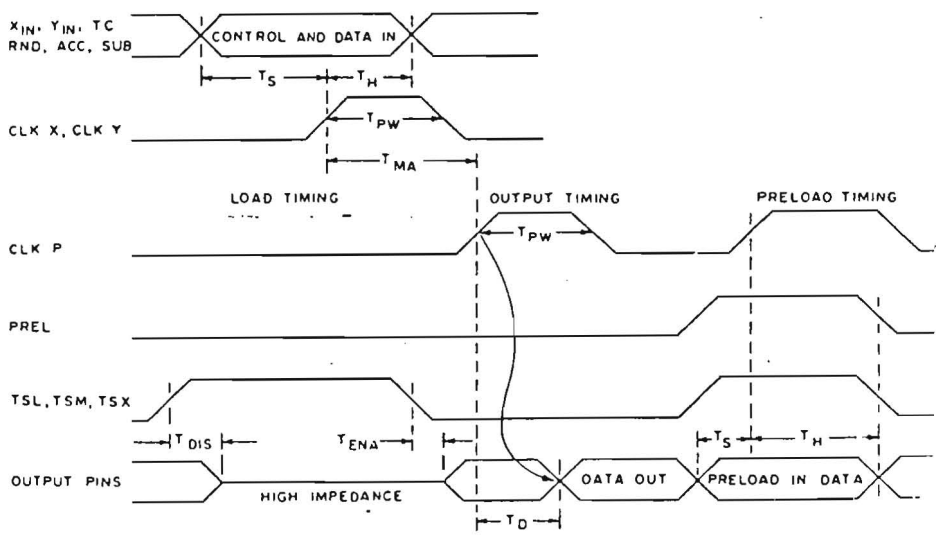 XIN, YIN, TC
RND, ACC, SUB
CONTROL AND DATA IN
TS
TH
CLK X, CLK Y
TPW
TMA
LOAD TIMING
OUTPUT TIMING
PRELOAD TIMING
CLK P
TPW
PREL
TSL, TSM, TSX
TDIS
TENA
TS
TH
OUTPUT PINS
HIGH IMPEDANCE
DATA OUT
PRELOAD IN DATA
TD